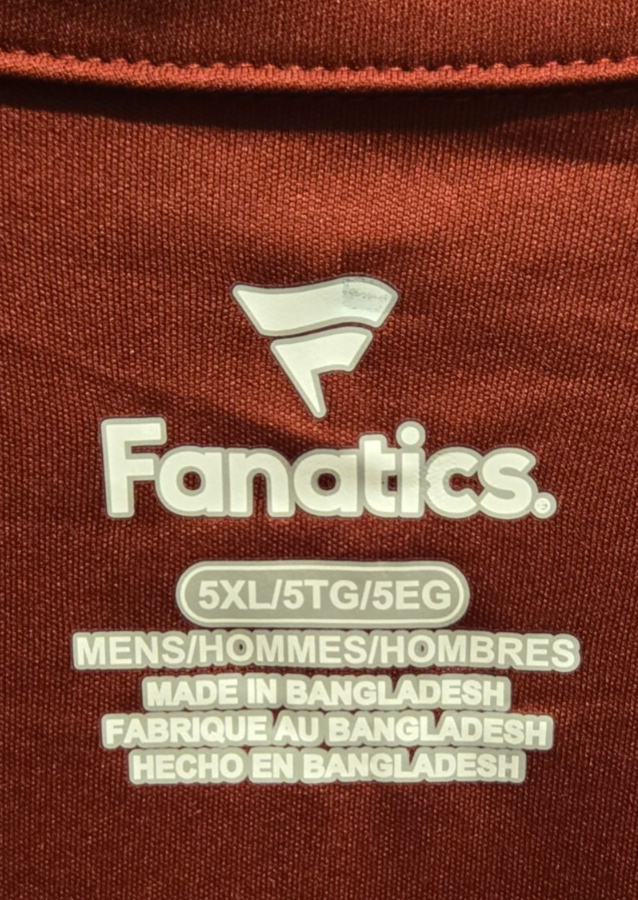 Fanatics.
5XL/5TG/5EG
MENS/HOMMES/HOMBRES
MADE IN BANGLADESH
FABRIQUE AU BANGLADESH
HECHO EN BANGLADESH